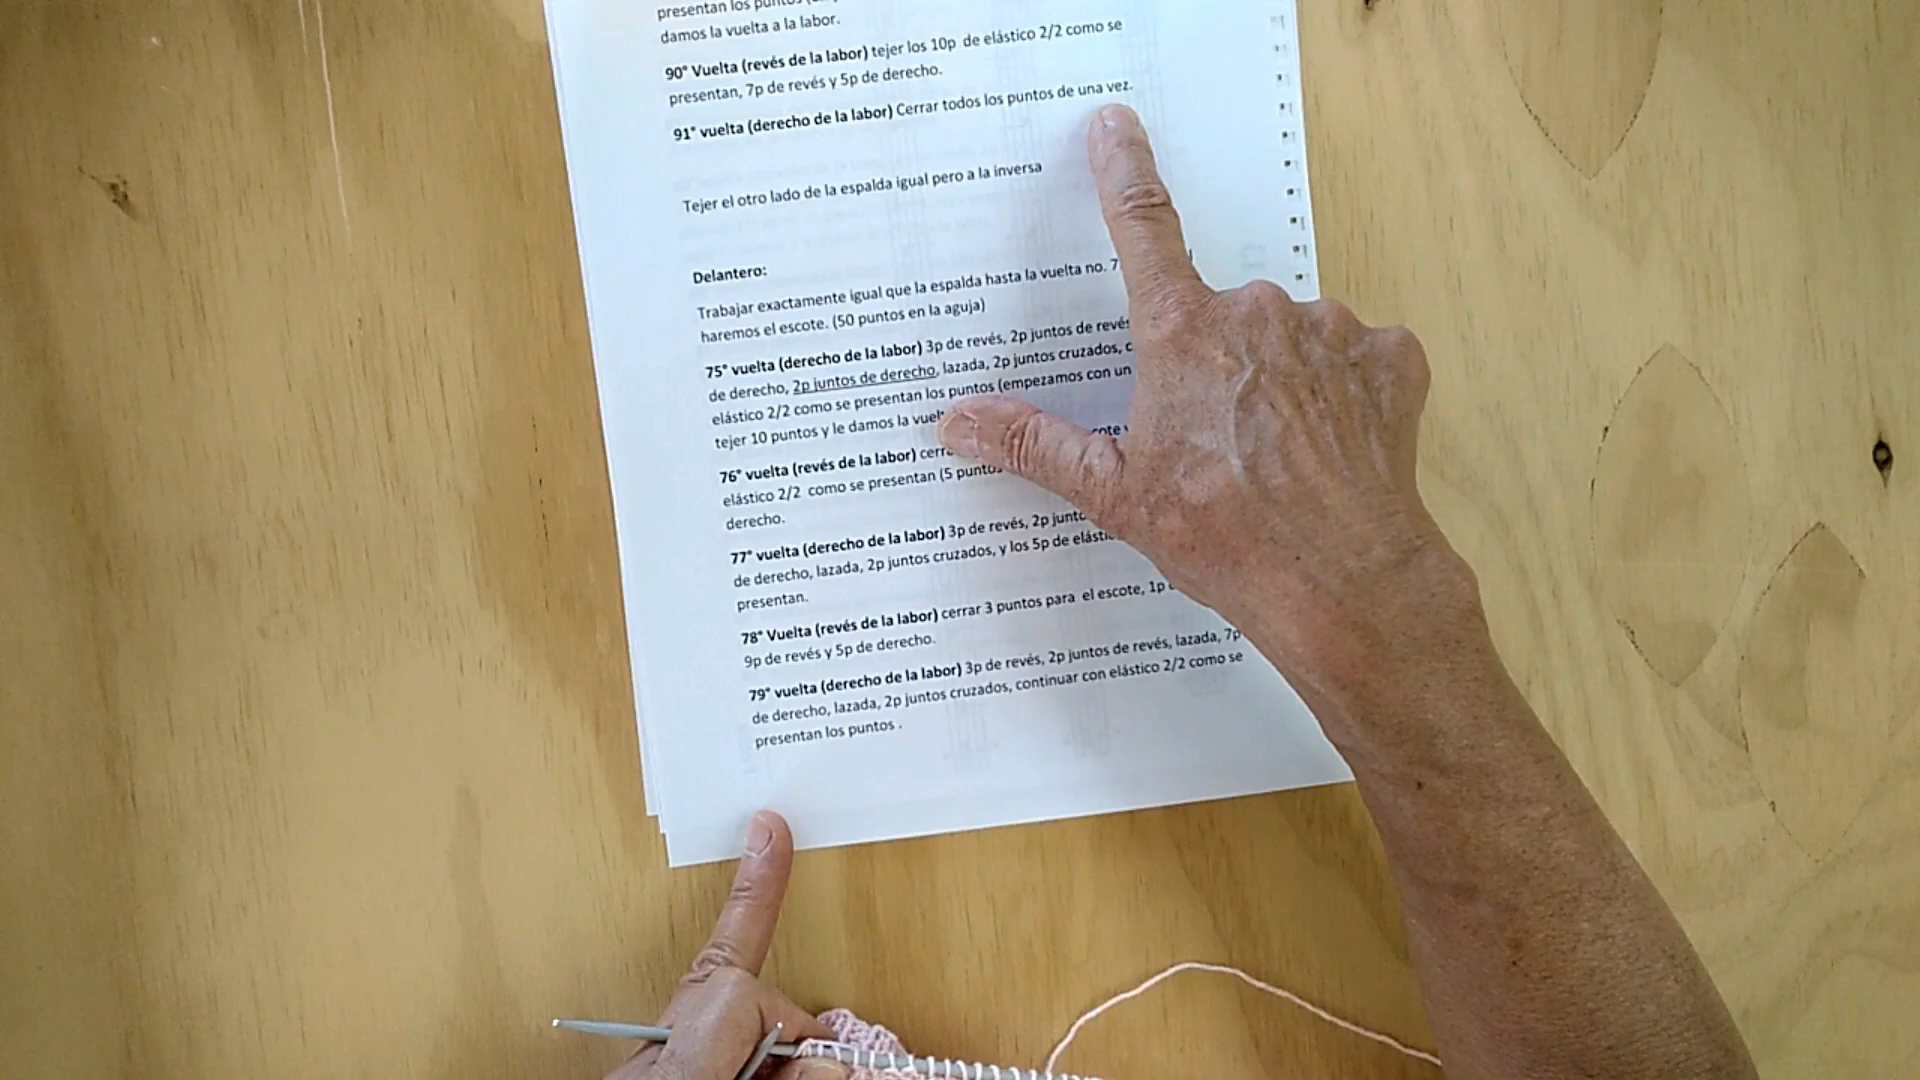 presentan los
damos la vuelta a la labor.
90° Vuelta (revés de la labor) tejer los 10p de elástico 2/2 como se
presentan, 7p de revés y 5p de derecho.
91° vuelta (derecho de la labor) Cerrar todos los puntos de una vez.
Tejer el otro lado de la espalda igual pero a la inversa
Delantero:
Trabajar exactamente igual que la espalda hasta la vuelta no.
haremos el escote. (50 puntos en la aguja)
75° vuelta (derecho de la labor) 3p de revés, 2p juntos de revés
de derecho, 2p juntos de derecho, lazada, 2p juntos cruzados,
elástico 2/2 como se presentan los puntos (empezamos con un
tejer 10 puntos y le damos la
76° vuelta (revés de la labor)
elástico 2/2 como se presentan (5
derecho.
77° vuelta (derecho de la labor) 3p de revés, 2p
de derecho, lazada, 2p juntos cruzados, y los 5p de
presentan.
78° Vuelta (revés de la labor) cerrar 3 puntos para el escote, 1p
9p de revés y 5p de derecho.
79° vuelta (derecho de la labor) 3p de revés, 2p juntos de revés, lazada, 7p
de derecho, lazada, 2p juntos cruzados, continuar con elástico 2/2 como se
presentan los puntos .